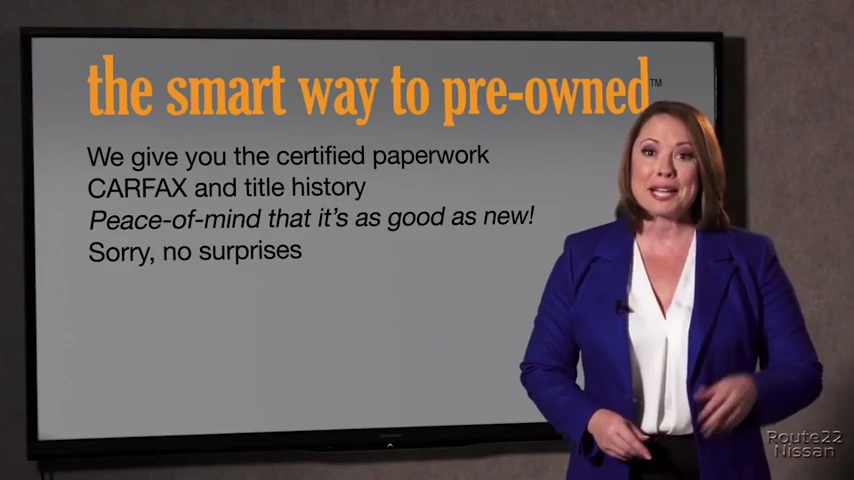 the smart way to pre-owned™
We give you the certified paperwork
CARFAX and title history
Peace-of-mind that it's as good as new!
Sorry, no surprises
Route22
Nissan